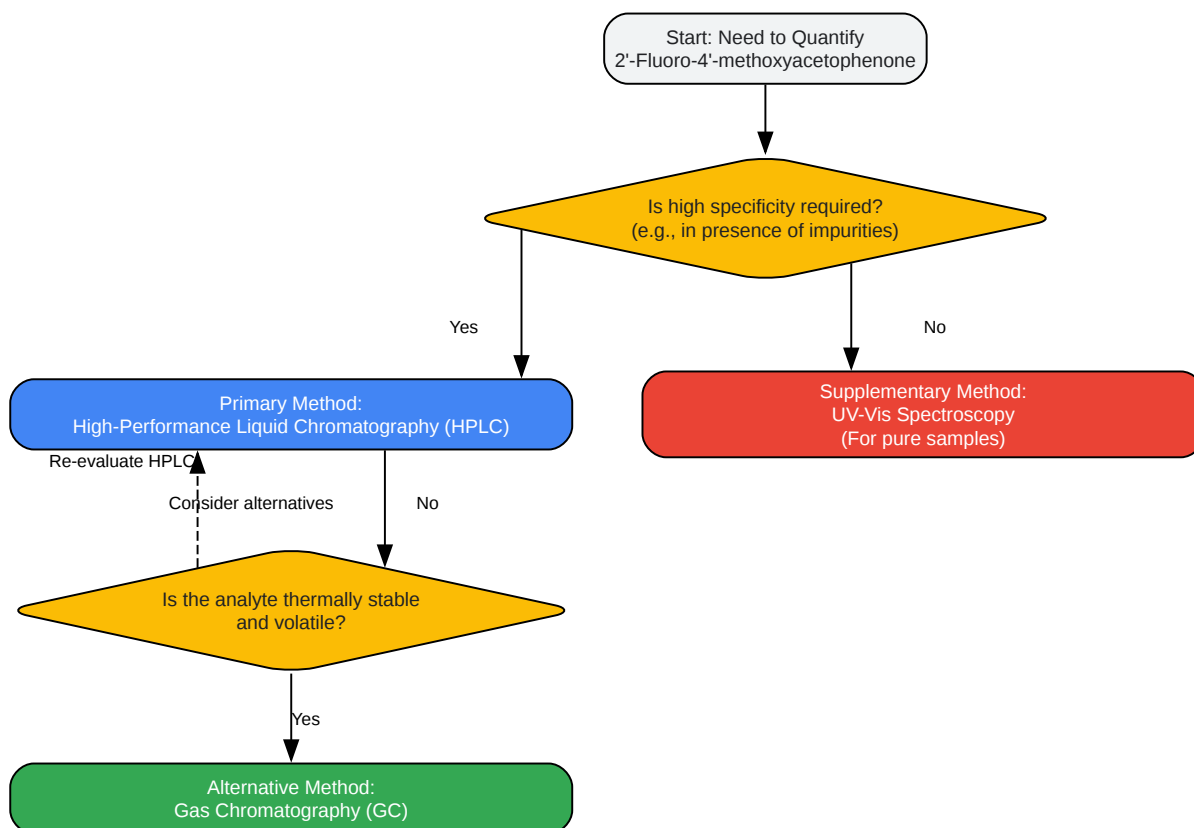 Start: Need to Quantify
2'-Fluoro-4'-methoxyacetophenone
Is high specificity required?
(e.g., in presence of impurities)
Yes
No
Primary Method:
High-Performance Liquid Chromatography (HPLC)
Supplementary Method:
UV-Vis Spectroscopy
(For pure samples)
Re-evaluate HPLC
Consider alternatives
No
Is the analyte thermally stable
and volatile?
Yes
Alternative Method:
Gas Chromatography (GC)